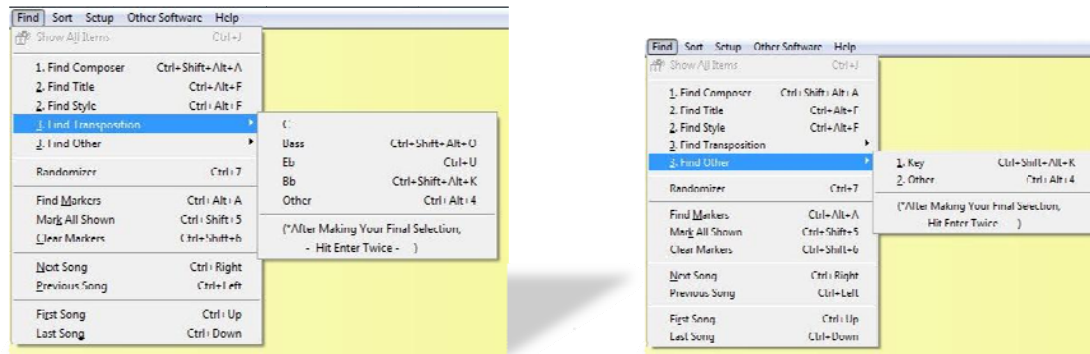 Find Sort Setup Other Software Help
Show All Items Ctrl+J
1. Find Composer Ctrl+Shift+Alt+A
2. Find Title Ctrl+Alt+F
2. Find Style Ctrl+Alt+F
3. Find Transposition
3. Find Other
Randomizer Ctrl+7
Find Markers Ctrl+Alt+A
Mark All Shown Ctrl+Shift+5
Clear Markers Ctrl+Shift+6
Next Song Ctrl+Right
Previous Song Ctrl+Left
First Song Ctrl+Up
Last Song Ctrl+Down
C
Bass Ctrl+Shift+Alt+O
Eb Ctrl+U
Bb Ctrl+Shift+Alt+K
Other Ctrl+Alt+4
(*After Making Your Final Selection,
- Hit Enter Twice - )
Find Sort Setup Other Software Help
Show All Items Ctrl+J
1. Find Composer Ctrl+Shift+Alt+A
2. Find Title Ctrl+Alt+F
2. Find Style Ctrl+Alt+F
3. Find Transposition
3. Find Other
Randomizer Ctrl+7
Find Markers Ctrl+Alt+A
Mark All Shown Ctrl+Shift+5
Clear Markers Ctrl+Shift+6
Next Song Ctrl+Right
Previous Song Ctrl+Left
First Song Ctrl+Up
Last Song Ctrl+Down
1. Key Ctrl+Shift+Alt+K
2. Other Ctrl+Alt+4
(*After Making Your Final Selection,
Hit Enter Twice )